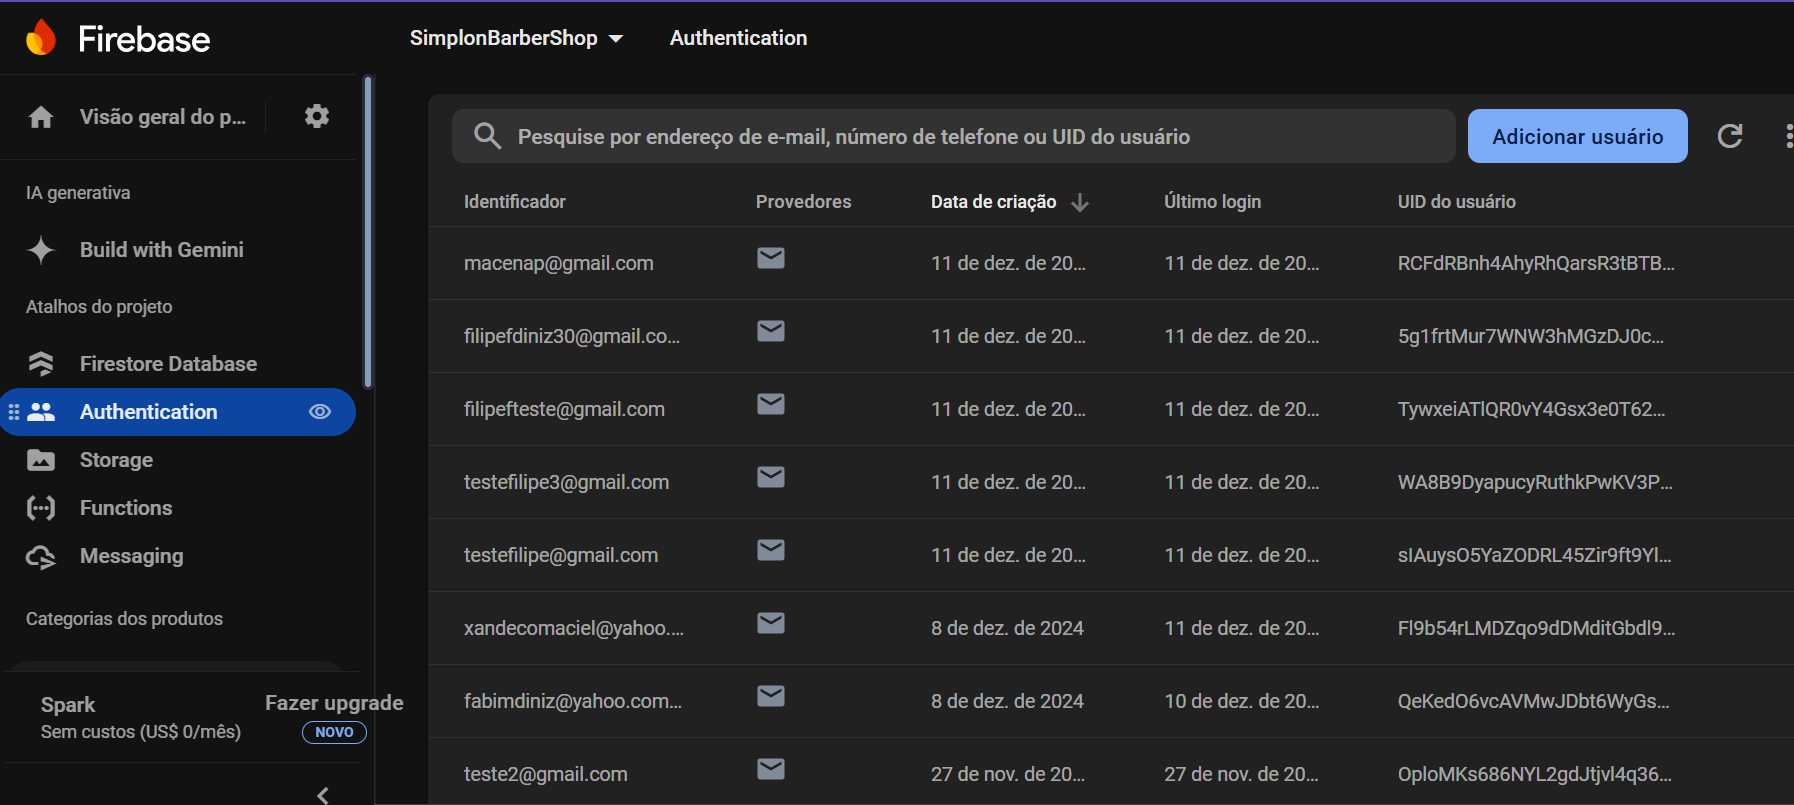 Firebase
SimplonBarberShop
Authentication
Visão geral do p...
IA generativa
Build with Gemini
Atalhos do projeto
Firestore Database
Authentication
Storage
Functions
Messaging
Categorias dos produtos
Spark
Sem custos (US$ 0/mês)
Fazer upgrade
NOVO
Pesquise por endereço de e-mail, número de telefone ou UID do usuário
Adicionar usuário
Identificador Provedores Data de criação Último login UID do usuário
macenap@gmail.com 11 de dez. de 20... 11 de dez. de 20... RCFdRBnh4AhyRhQarsR3tBTB...
filipefdiniz30@gmail.co... 11 de dez. de 20... 11 de dez. de 20... 5g1frtMur7WNW3hMGzDJ0c...
filipefteste@gmail.com 11 de dez. de 20... 11 de dez. de 20... TywxeiATlQR0vY4Gsx3e0T62...
testefilipe3@gmail.com 11 de dez. de 20... 11 de dez. de 20... WA8B9DyapucyRuthkPwKV3P...
testefilipe@gmail.com 11 de dez. de 20... 11 de dez. de 20... sIAuysO5YaZODRL45Zir9ft9Yl...
xandecomaciel@yahoo.... 8 de dez. de 2024 11 de dez. de 20... Fl9b54rLMDZqo9dDMditGbdl9...
fabimdiniz@yahoo.com... 8 de dez. de 2024 10 de dez. de 20... QeKedO6vcAVMwJDbt6WyGs...
teste2@gmail.com 27 de nov. de 20... 27 de nov. de 20... OploMKs686NYL2gdJtjvl4q36...